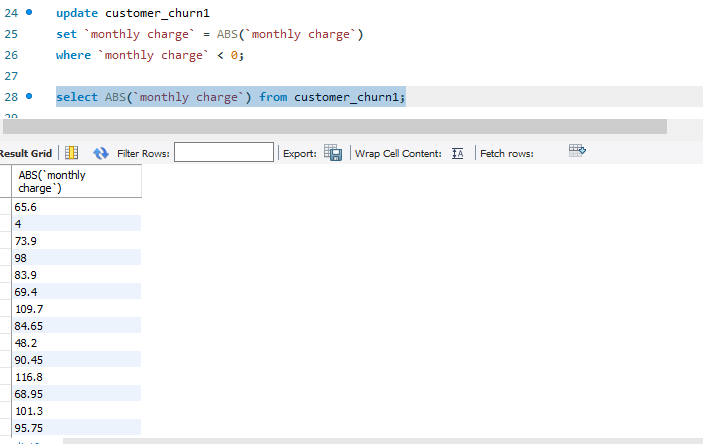 24 update customer_churn1
25 set `monthly charge` = ABS(`monthly charge`)
26 where `monthly charge` < 0;
27
28 select ABS(`monthly charge`) from customer_churn1;
29
Result Grid Filter Rows: Export: Wrap Cell Content: Fetch rows:
ABS(`monthly
charge`)
65.6
4
73.9
98
83.9
69.4
109.7
84.65
48.2
90.45
116.8
68.95
101.3
95.75